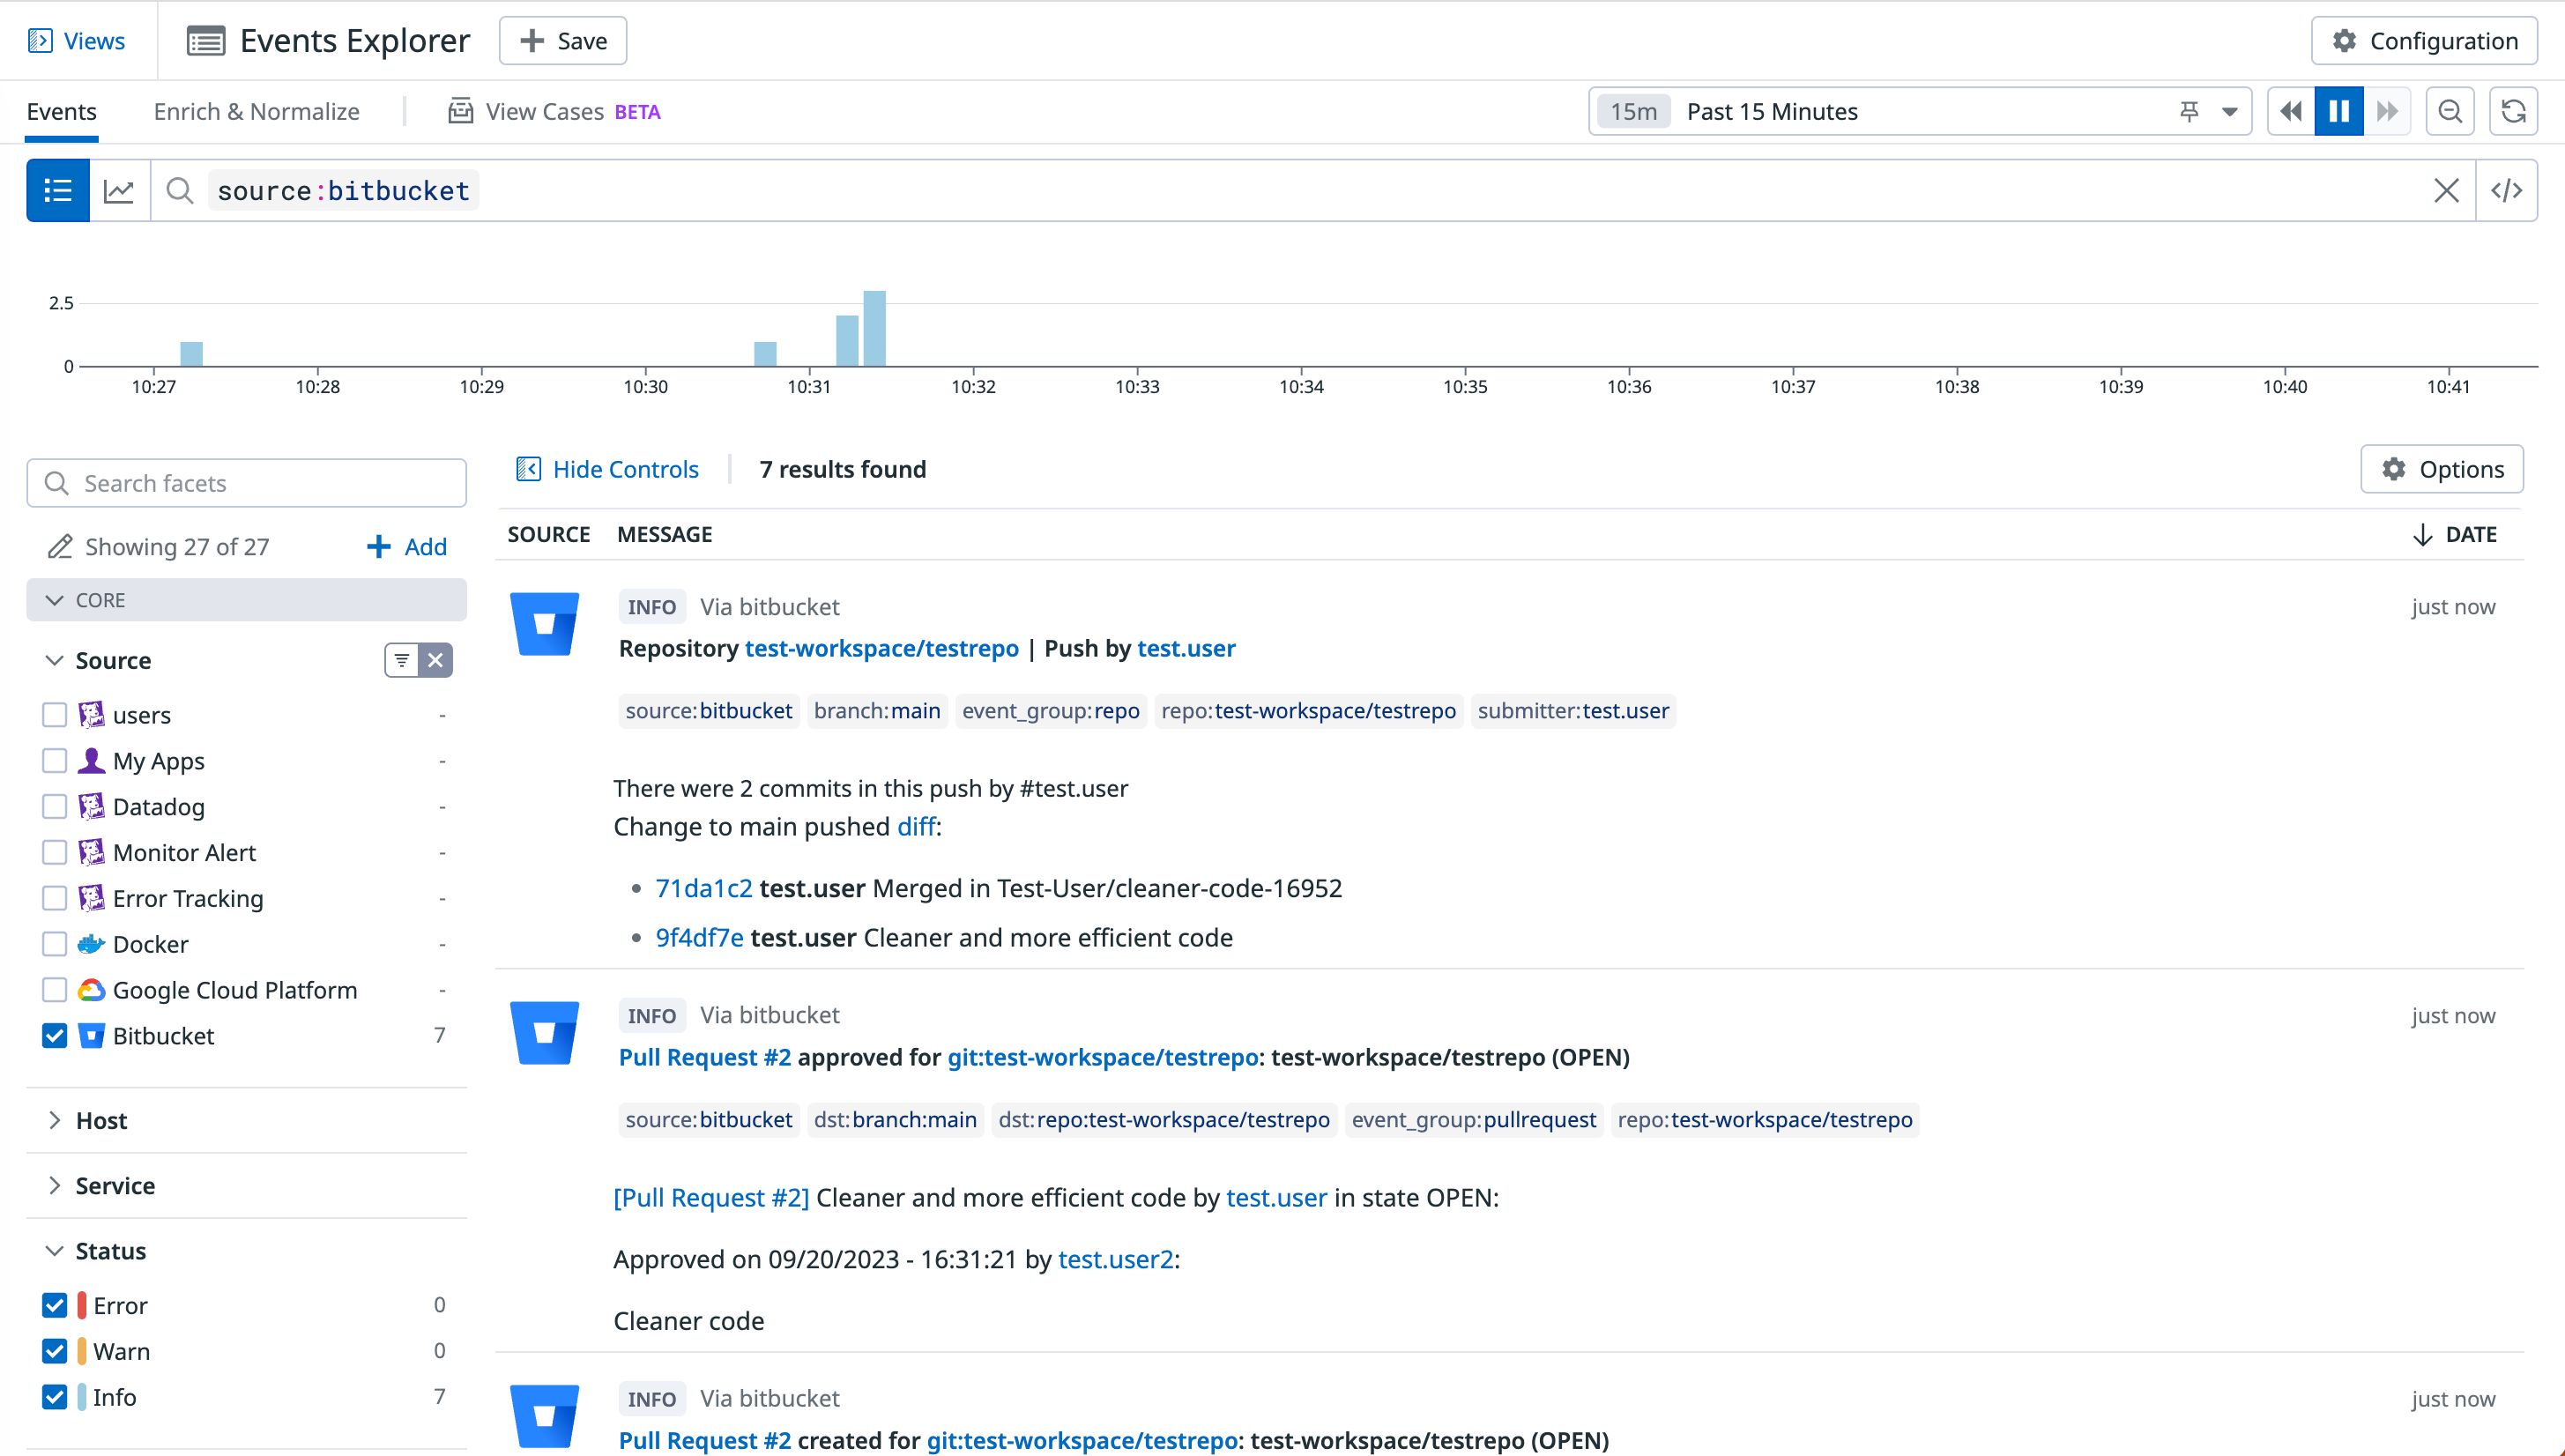 Views
Events Explorer
Save
Configuration
Events
Enrich & Normalize
View Cases BETA
15m Past 15 Minutes
source:bitbucket
</>
2.5
0
10:27 10:28 10:29 10:30 10:31 10:32 10:33 10:34 10:35 10:36 10:37 10:38 10:39 10:40 10:41
Search facets
Showing 27 of 27
+ Add
CORE
Source
users -
My Apps -
Datadog -
Monitor Alert -
Error Tracking -
Docker -
Google Cloud Platform -
Bitbucket 7
Host
Service
Status
Error 0
Warn 0
Info 7
Hide Controls
7 results found
Options
SOURCE MESSAGE DATE
INFO Via bitbucket just now
Repository test-workspace/testrepo | Push by test.user
source:bitbucket branch:main event_group:repo repo:test-workspace/testrepo submitter:test.user
There were 2 commits in this push by #test.user
Change to main pushed diff:
• 71da1c2 test.user Merged in Test-User/cleaner-code-16952
• 9f4df7e test.user Cleaner and more efficient code
INFO Via bitbucket just now
Pull Request #2 approved for git:test-workspace/testrepo: test-workspace/testrepo (OPEN)
source:bitbucket dst:branch:main dst:repo:test-workspace/testrepo event_group:pullrequest repo:test-workspace/testrepo
[Pull Request #2] Cleaner and more efficient code by test.user in state OPEN:
Approved on 09/20/2023 - 16:31:21 by test.user2:
Cleaner code
INFO Via bitbucket just now
Pull Request #2 created for git:test-workspace/testrepo: test-workspace/testrepo (OPEN)